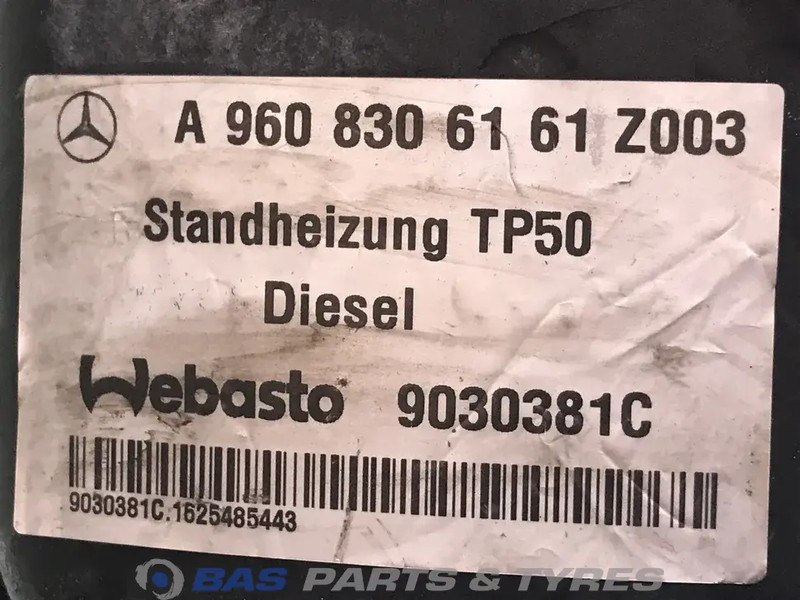 A 960 830 61 61 Z003
Standheizung TP50
Diesel
Webasto 9030381C
9030381C.1625485443
BAS PARTS & TYRES